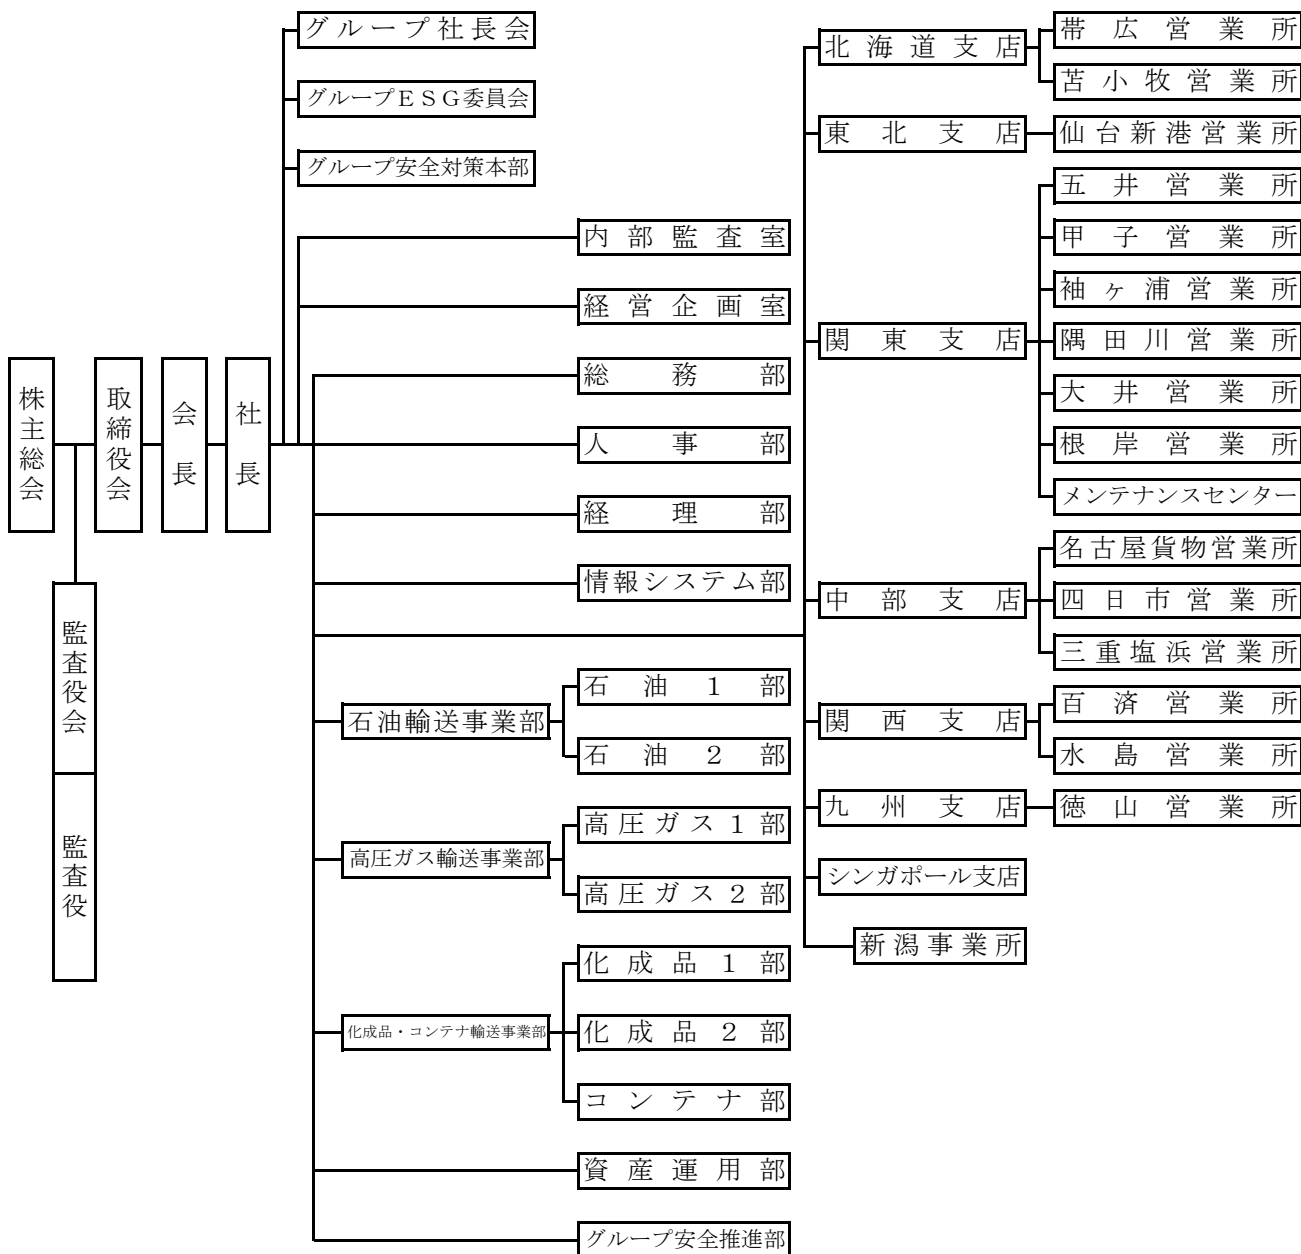 株主総会
取締役会
会長
社長
監査役会
監査役
グループ社長会
グループESG委員会
グループ安全対策本部
内部監査室
経営企画室
総務部
人事部
経理部
情報システム部
石油輸送事業部
石油1部
石油2部
高圧ガス輸送事業部
高圧ガス1部
高圧ガス2部
化成品・コンテナ輸送事業部
化成品1部
化成品2部
コンテナ部
資産運用部
グループ安全推進部
北海道支店
帯広営業所
苫小牧営業所
東北支店
仙台新港営業所
関東支店
五井営業所
甲子営業所
袖ヶ浦営業所
隅田川営業所
大井営業所
根岸営業所
メンテナンスセンター
中部支店
名古屋貨物営業所
四日市営業所
三重塩浜営業所
関西支店
百済営業所
水島営業所
九州支店
徳山営業所
シンガポール支店
新潟事業所